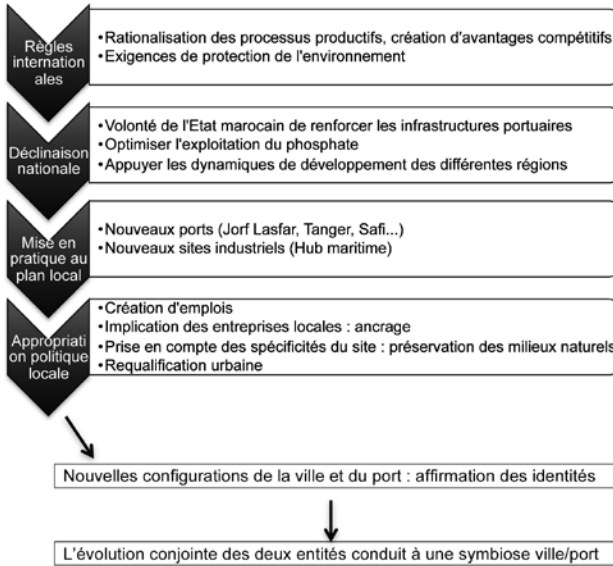 Règles
internation
ales
•Rationalisation des processus productifs, création d'avantages compétitifs
•Exigences de protection de l'environnement
Déclinaison
nationale
•Volonté de l'Etat marocain de renforcer les infrastructures portuaires
•Optimiser l'exploitation du phosphate
•Appuyer les dynamiques de développement des différentes régions
Mise en
pratique au
plan local
•Nouveaux ports (Jorf Lasfar, Tanger, Safi...)
•Nouveaux sites industriels (Hub maritime)
Appropriati
on politique
locale
•Création d'emplois
•Implication des entreprises locales : ancrage
•Prise en compte des spécificités du site : préservation des milieux naturels
•Requalification urbaine
Nouvelles configurations de la ville et du port : affirmation des identités
L'évolution conjointe des deux entités conduit à une symbiose ville/port